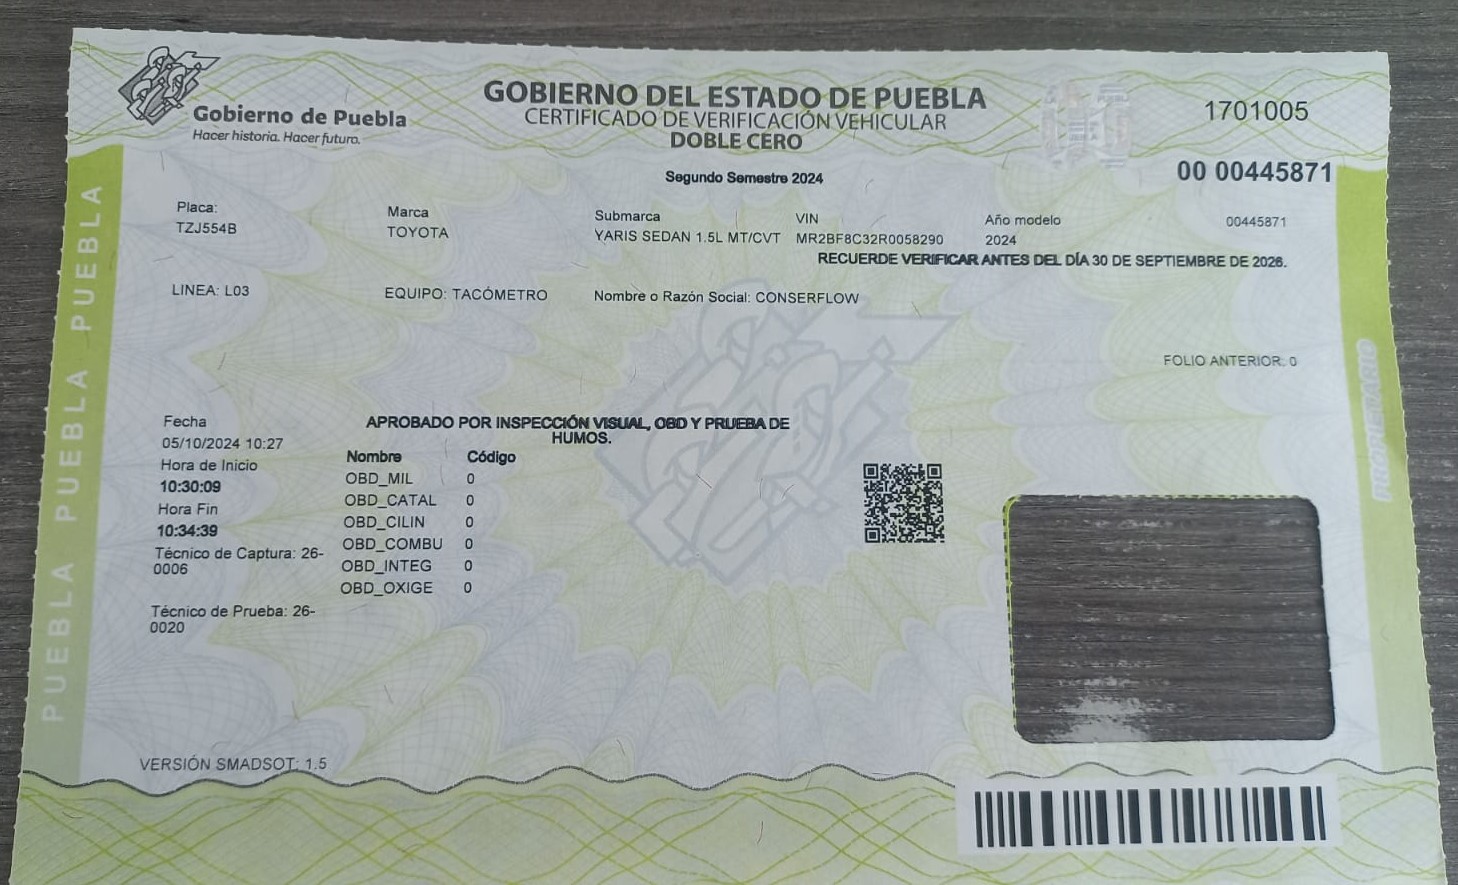 GOBIERNO DEL ESTADO DE PUEBLA
CERTIFICADO DE VERIFICACIÓN VEHICULAR
DOBLE CERO
Gobierno de Puebla
Hacer historia. Hacer futuro.
1701005
00 00445871
Segundo Semestre 2024
Placa:
TZJ554B
Marca
TOYOTA
Submarca
YARIS SEDAN 1.5L MT/CVT
VIN
MR2BF8C32R0058290
Año modelo
2024
00445871
RECUERDE VERIFICAR ANTES DEL DÍA 30 DE SEPTIEMBRE DE 2026.
LINEA: L03
EQUIPO: TACÓMETRO
Nombre o Razón Social: CONSERFLOW
FOLIO ANTERIOR: 0
Fecha
05/10/2024 10:27
Hora de Inicio
10:30:09
Hora Fin
10:34:39
Técnico de Captura: 26-
0006
Técnico de Prueba: 26-
0020
APROBADO POR INSPECCIÓN VISUAL, OBD Y PRUEBA DE
HUMOS.
Nombre Código
OBD_MIL 0
OBD_CATAL 0
OBD_CILIN 0
OBD_COMBU 0
OBD_INTEG 0
OBD_OXIGE 0
VERSIÓN SMADSOT: 1.5
PUEBLA PUEBLA PUEBLA PUEBLA
PROPIETARIO